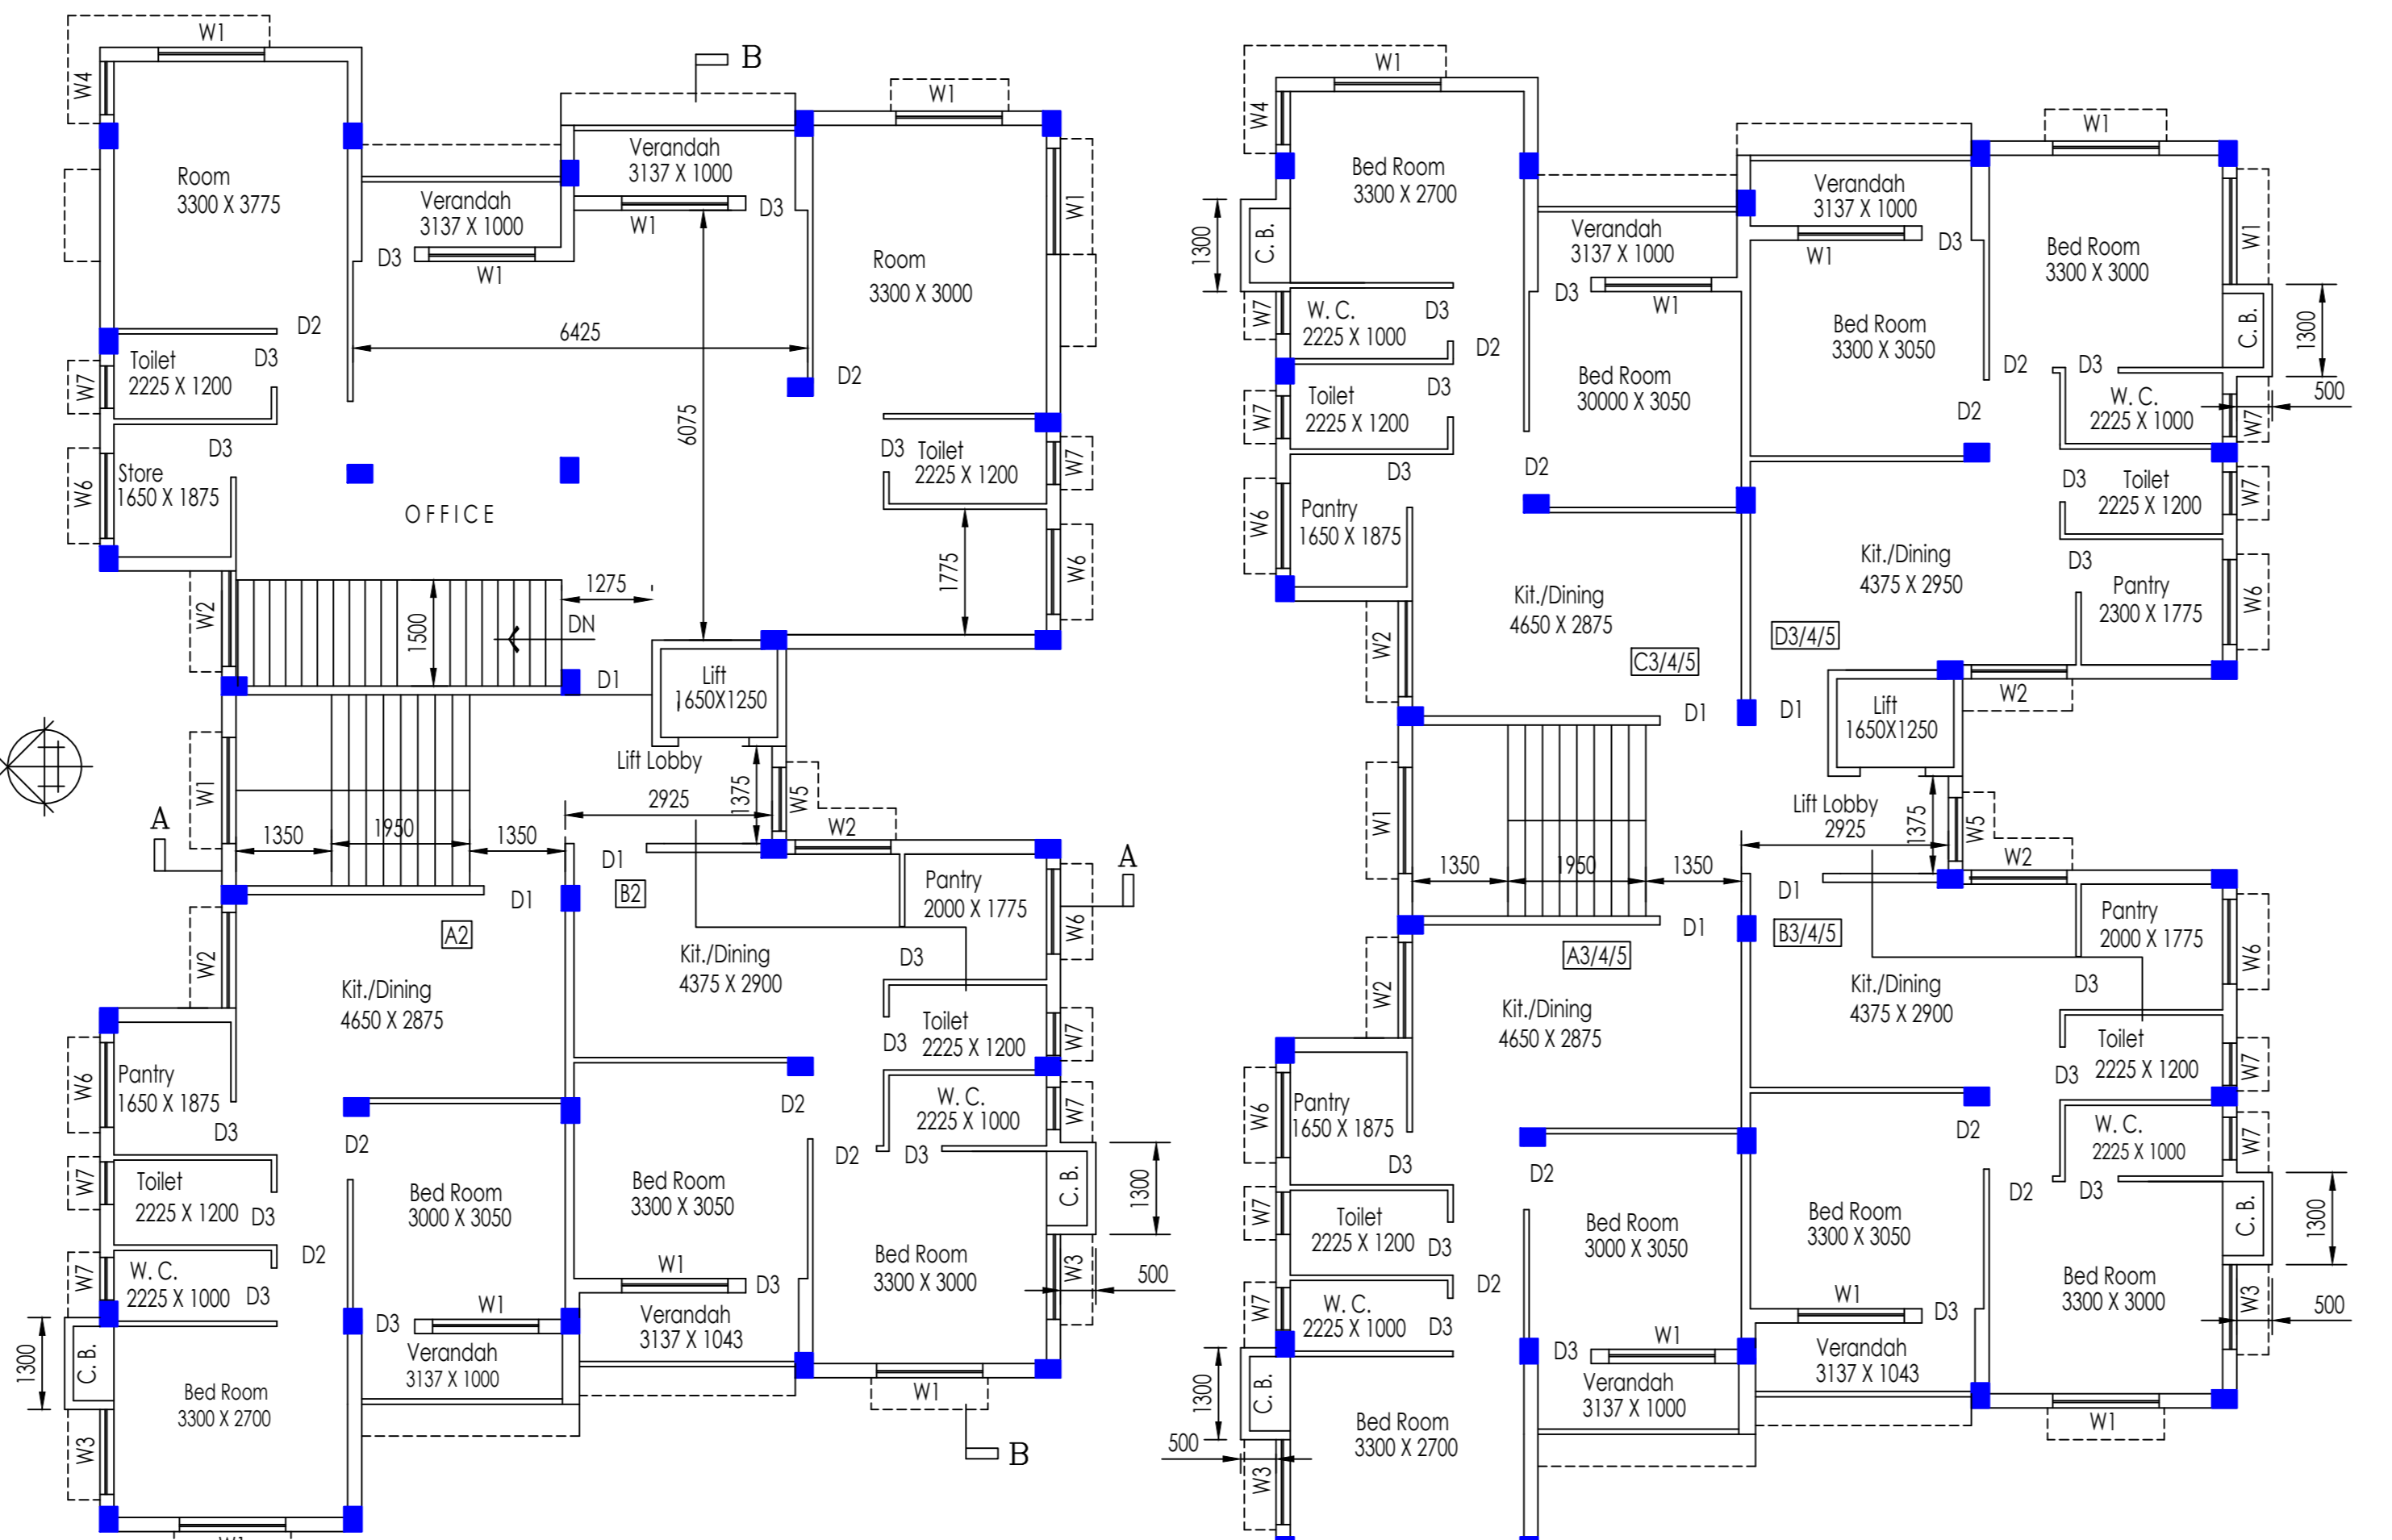 W1
W4
B
W1
Room
3300 X 3775
Verandah
3137 X 1000
Verandah
3137 X 1000
D3
W1
W1
D3
W1
Room
3300 X 3000
6425
D2
D3
Toilet
2225 X 1200
W7
D2
6075
D3
Store
1650 X 1875
W6
OFFICE
D3
Toilet
2225 X 1200
W7
1775
W6
W2
1500
1275
DN
D1
Lift
1650X1250
W1
Lift Lobby
2925
1375
W5
W2
A
1350
1950
1350
D1
B2
D1
A2
Pantry
2000 X 1775
W6
A
W2
Kit./Dining
4375 X 2900
D3
Kit./Dining
4650 X 2875
Toilet
2225 X 1200
D3
W7
W6
Pantry
1650 X 1875
D3
D2
D2
W. C.
2225 X 1000
W7
D2
D3
W7
Toilet
2225 X 1200
D3
Bed Room
3000 X 3050
Bed Room
3300 X 3050
C. B.
1300
D2
W7
W. C.
2225 X 1000
D3
W1
D3
Bed Room
3300 X 3000
W3
500
W1
D3
Verandah
3137 X 1043
Verandah
3137 X 1000
1300
C. B.
Bed Room
3300 X 2700
W3
W1
B
W1
W4
W1
Bed Room
3300 X 2700
Verandah
3137 X 1000
Verandah
3137 X 1000
D3
W1
W1
1300
C. B.
D3
W1
Bed Room
3300 X 3000
W7
W. C.
2225 X 1000
D3
D2
Bed Room
3300 X 3050
C. B.
1300
D2
D3
500
Toilet
2225 X 1200
D3
W7
Bed Room
30000 X 3050
D2
W. C.
2225 X 1000
W7
D3
D2
W6
Pantry
1650 X 1875
D3
Toilet
2225 X 1200
W7
Kit./Dining
4650 X 2875
Kit./Dining
4375 X 2950
D3
Pantry
2300 X 1775
W6
W2
C3/4/5
D3/4/5
D1
D1
Lift
1650X1250
W2
W1
Lift Lobby
2925
1375
W5
W2
1350
1950
1350
D1
D1
A3/4/5
B3/4/5
Pantry
2000 X 1775
W6
W2
Kit./Dining
4650 X 2875
Kit./Dining
4375 X 2900
D3
Toilet
2225 X 1200
D3
W7
W6
Pantry
1650 X 1875
D3
D2
D2
W. C.
2225 X 1000
W7
D2
D3
W7
Toilet
2225 X 1200
D3
Bed Room
3000 X 3050
Bed Room
3300 X 3050
C. B.
1300
D2
W7
W. C.
2225 X 1000
D3
W1
D3
Bed Room
3300 X 3000
W3
500
D3
W1
Verandah
3137 X 1043
Verandah
3137 X 1000
1300
C. B.
Bed Room
3300 X 2700
500
W3
W1